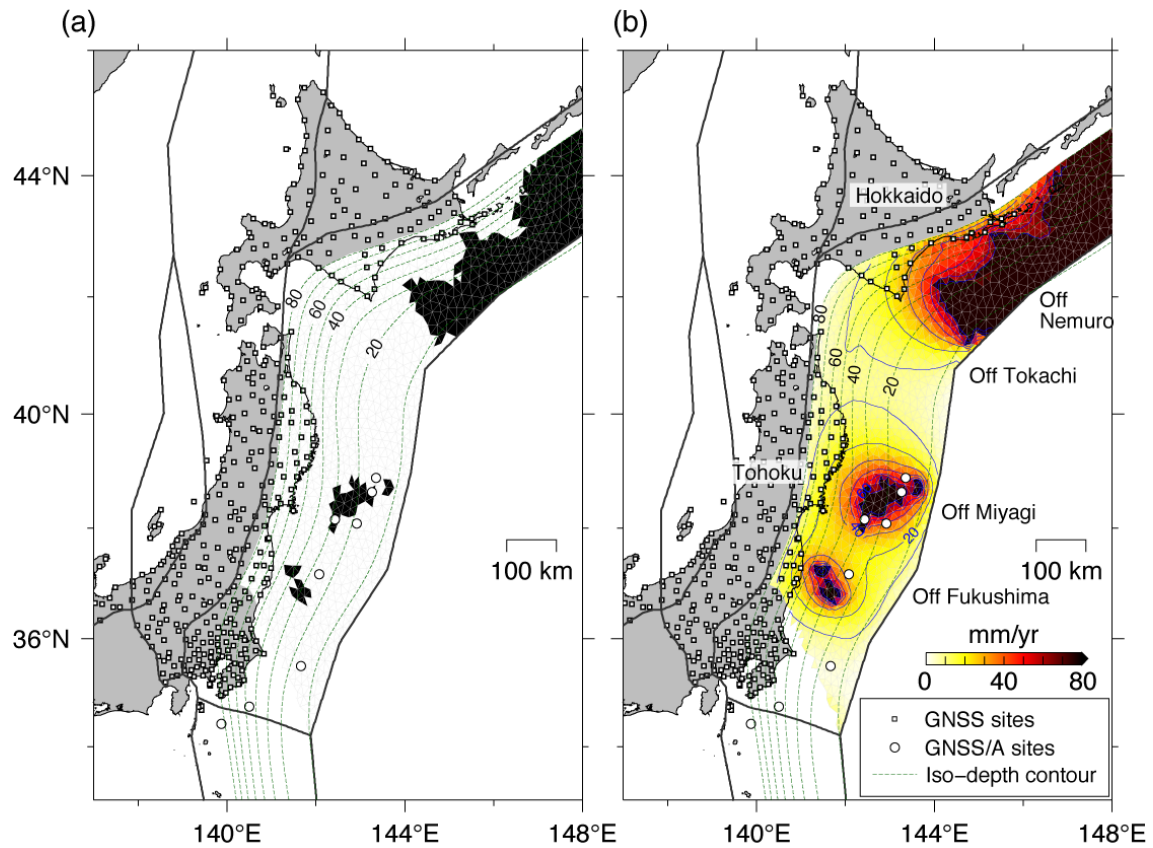 (a)
44°N
40°N
36°N
140°E
144°E
148°E
80
60
40
20
100 km
(b)
Hokkaido
Off
Nemuro
80
60
40
20
Off Tokachi
Tohoku
Off Miyagi
20
100 km
Off Fukushima
mm/yr
0
40
80
GNSS sites
GNSS/A sites
Iso-depth contour
140°E
144°E
148°E